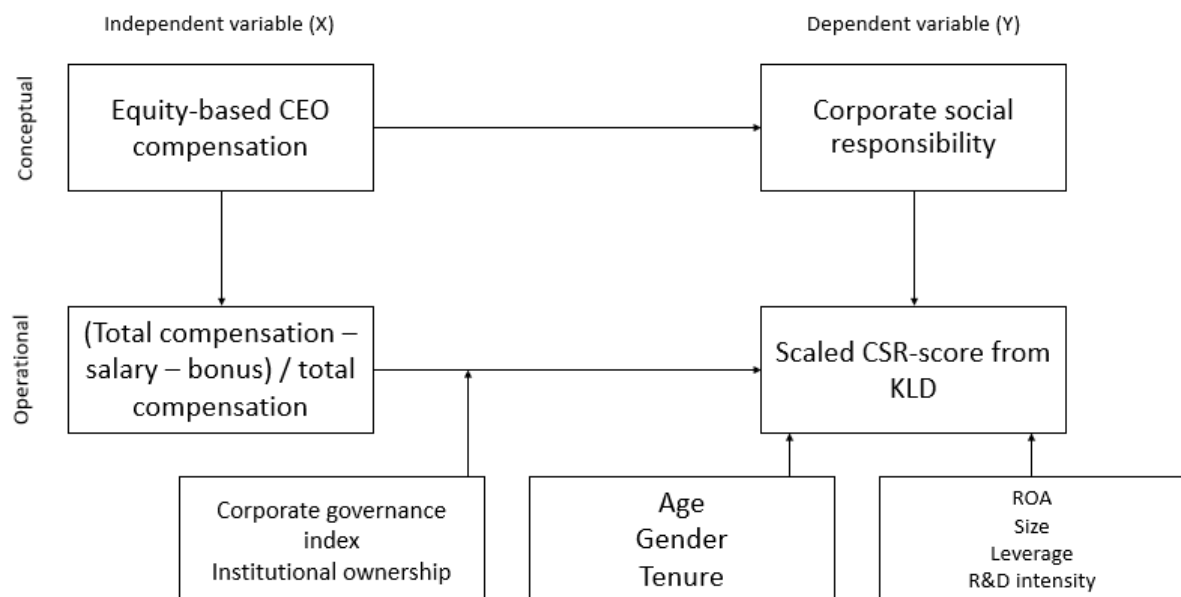 Independent variable (X)
Dependent variable (Y)
Conceptual
Equity-based CEO
compensation
Corporate social
responsibility
Operational
(Total compensation –
salary – bonus) / total
compensation
Scaled CSR-score from
KLD
Corporate governance
index
Institutional ownership
Age
Gender
Tenure
ROA
Size
Leverage
R&D intensity